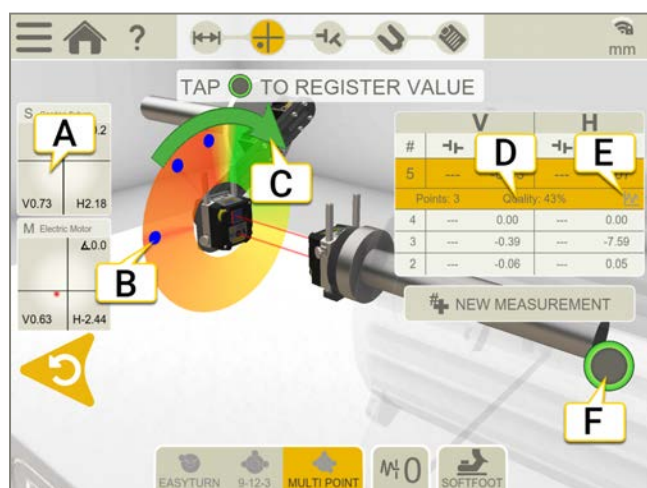 ?
mm
TAP TO REGISTER VALUE
S
A
.2
V0.73 H2.18
M Electric Motor
0.0
V0.63 H-2.44
B
C
V H
#
D
E
5 ---
Points: 3 Quality: 43%
4 --- 0.00 --- 0.00
3 --- -0.39 --- -7.59
2 --- -0.06 --- 0.05
# NEW MEASUREMENT
F
EASYTURN 9-12-3 MULTI POINT 0 SOFTFOOT